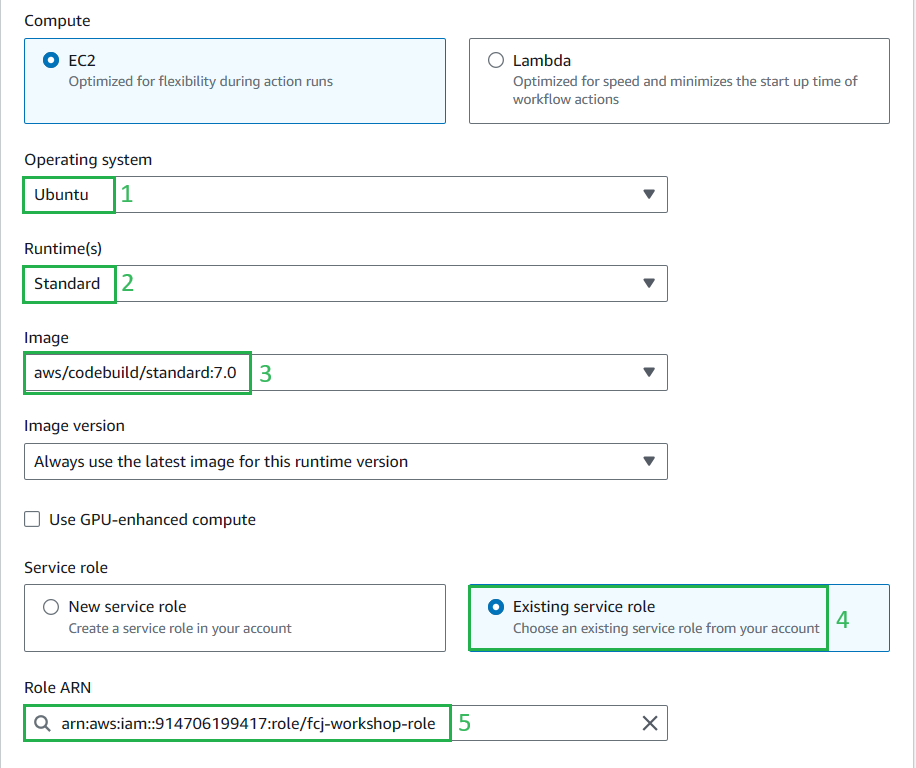 Compute
EC2
Optimized for flexibility during action runs
Lambda
Optimized for speed and minimizes the start up time of
workflow actions
Operating system
Ubuntu 1
Runtime(s)
Standard 2
Image
aws/codebuild/standard:7.0 3
Image version
Always use the latest image for this runtime version
Use GPU-enhanced compute
Service role
New service role
Create a service role in your account
Existing service role
Choose an existing service role from your account 4
Role ARN
arn:aws:iam::914706199417:role/fcj-workshop-role 5